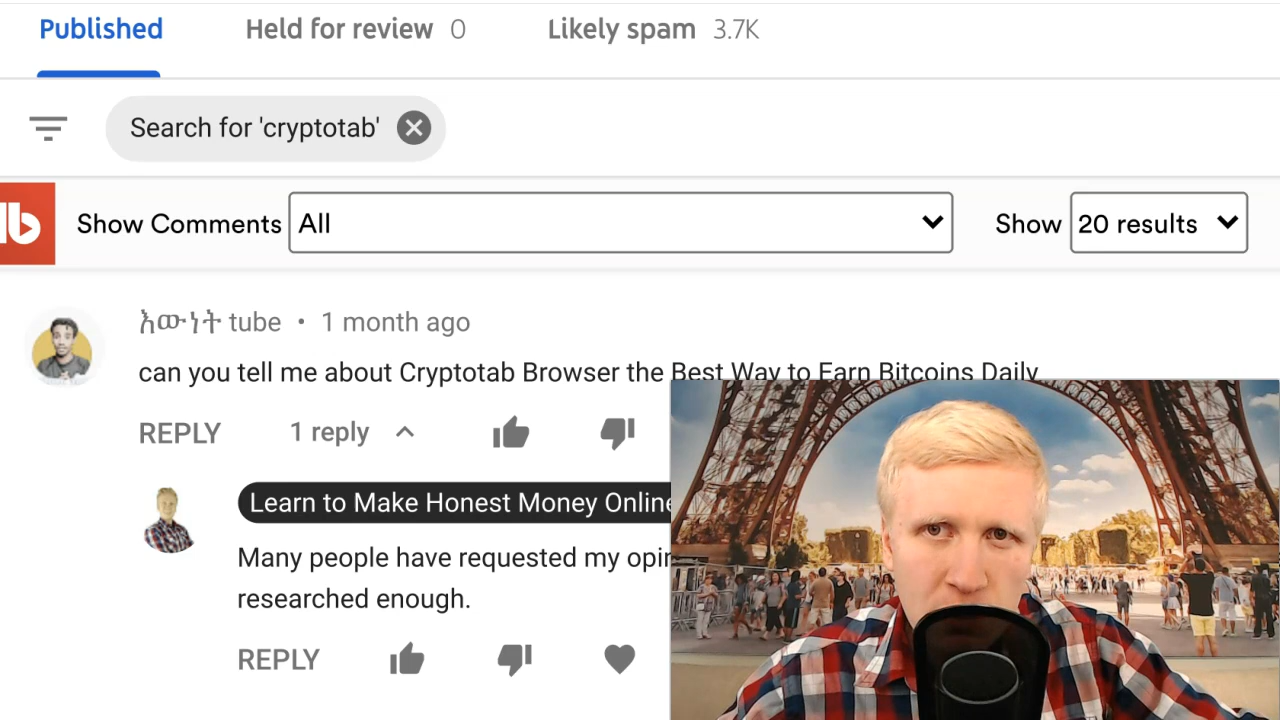 Published Held for review 0 Likely spam 3.7K
Search for 'cryptotab'
Show Comments All Show 20 results
እውነት tube • 1 month ago
can you tell me about Cryptotab Browser the Best Way to Earn Bitcoins Daily
REPLY 1 reply
Learn to Make Honest Money Online
Many people have requested my
researched enough.
REPLY